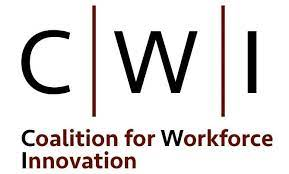 C | W | I
Coalition for Workforce
Innovation